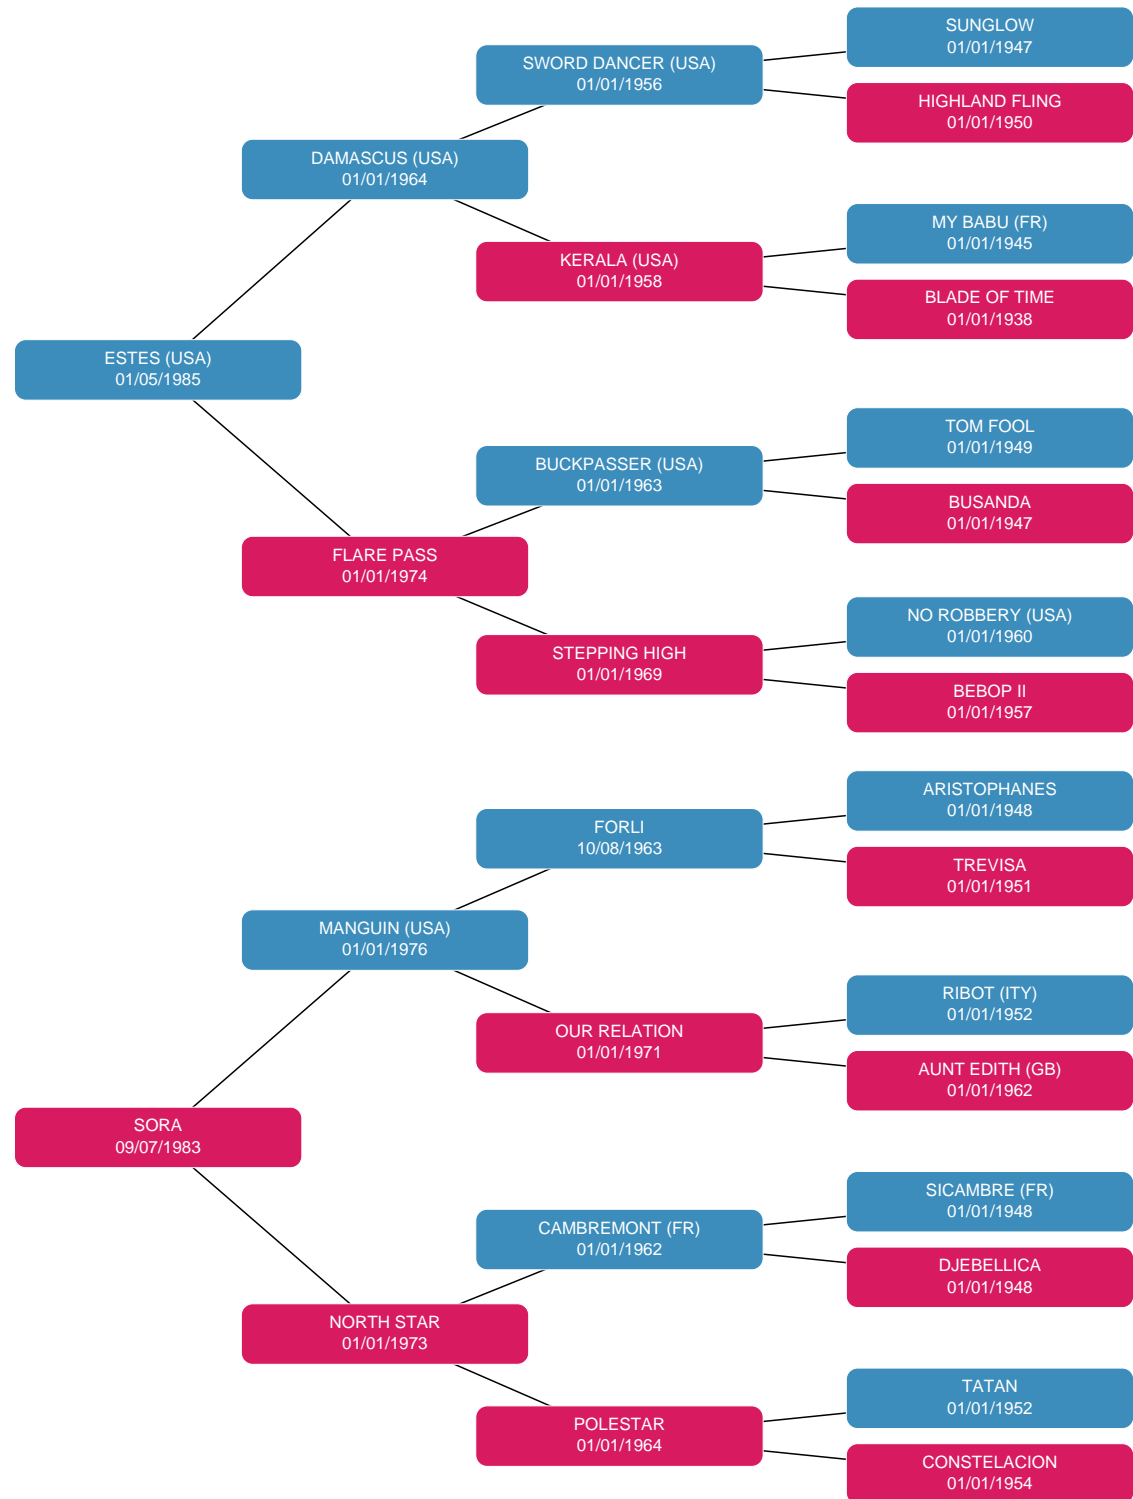 SUNGLOW
01/01/1947
SWORD DANCER (USA)
01/01/1956
HIGHLAND FLING
01/01/1950
DAMASCUS (USA)
01/01/1964
MY BABU (FR)
01/01/1945
KERALA (USA)
01/01/1958
BLADE OF TIME
01/01/1938
ESTES (USA)
01/05/1985
TOM FOOL
01/01/1949
BUCKPASSER (USA)
01/01/1963
BUSANDA
01/01/1947
FLARE PASS
01/01/1974
NO ROBBERY (USA)
01/01/1960
STEPPING HIGH
01/01/1969
BEBOP II
01/01/1957
ARISTOPHANES
01/01/1948
FORLI
10/08/1963
TREVISA
01/01/1951
MANGUIN (USA)
01/01/1976
RIBOT (ITY)
01/01/1952
OUR RELATION
01/01/1971
AUNT EDITH (GB)
01/01/1962
SORA
09/07/1983
SICAMBRE (FR)
01/01/1948
CAMBREMONT (FR)
01/01/1962
DJEBELLICA
01/01/1948
NORTH STAR
01/01/1973
TATAN
01/01/1952
POLESTAR
01/01/1964
CONSTELACION
01/01/1954